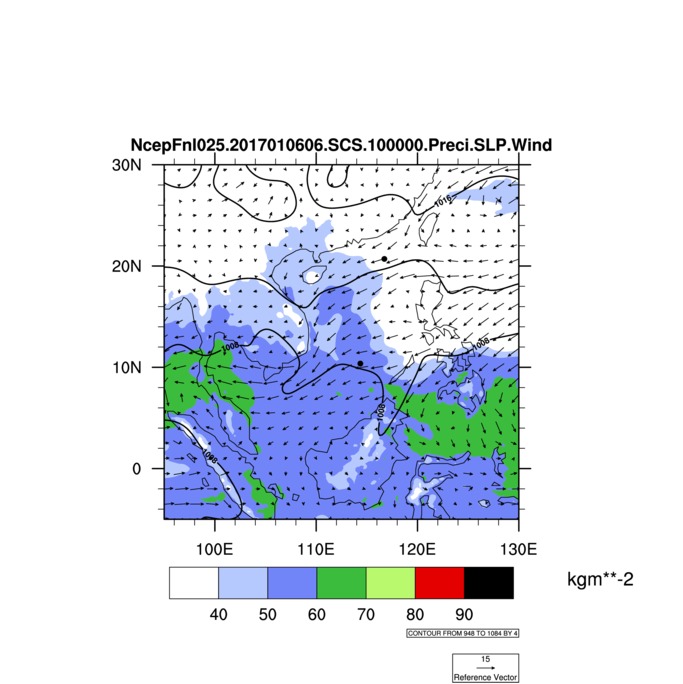 NcepFnl025.2017010606.SCS.100000.Preci.SLP.Wind
30N
1016
20N
1008
1008
10N
1008
1008
0
100E 110E 120E 130E
kgm**-2
40 50 60 70 80 90
CONTOUR FROM 948 TO 1084 BY 4
15
Reference Vector